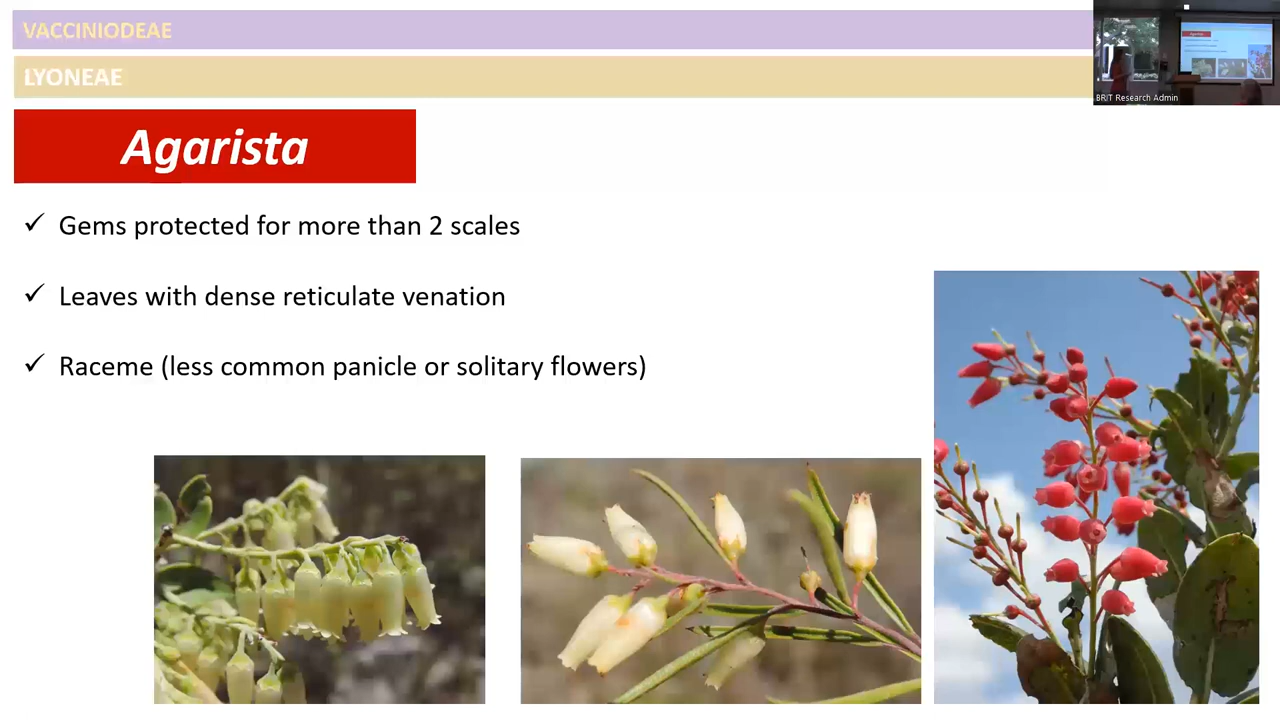 VACCINIODEAE
LYONEAE
Agarista
✓ Gems protected for more than 2 scales
✓ Leaves with dense reticulate venation
✓ Raceme (less common panicle or solitary flowers)
BRIT Research Admin
Agarista